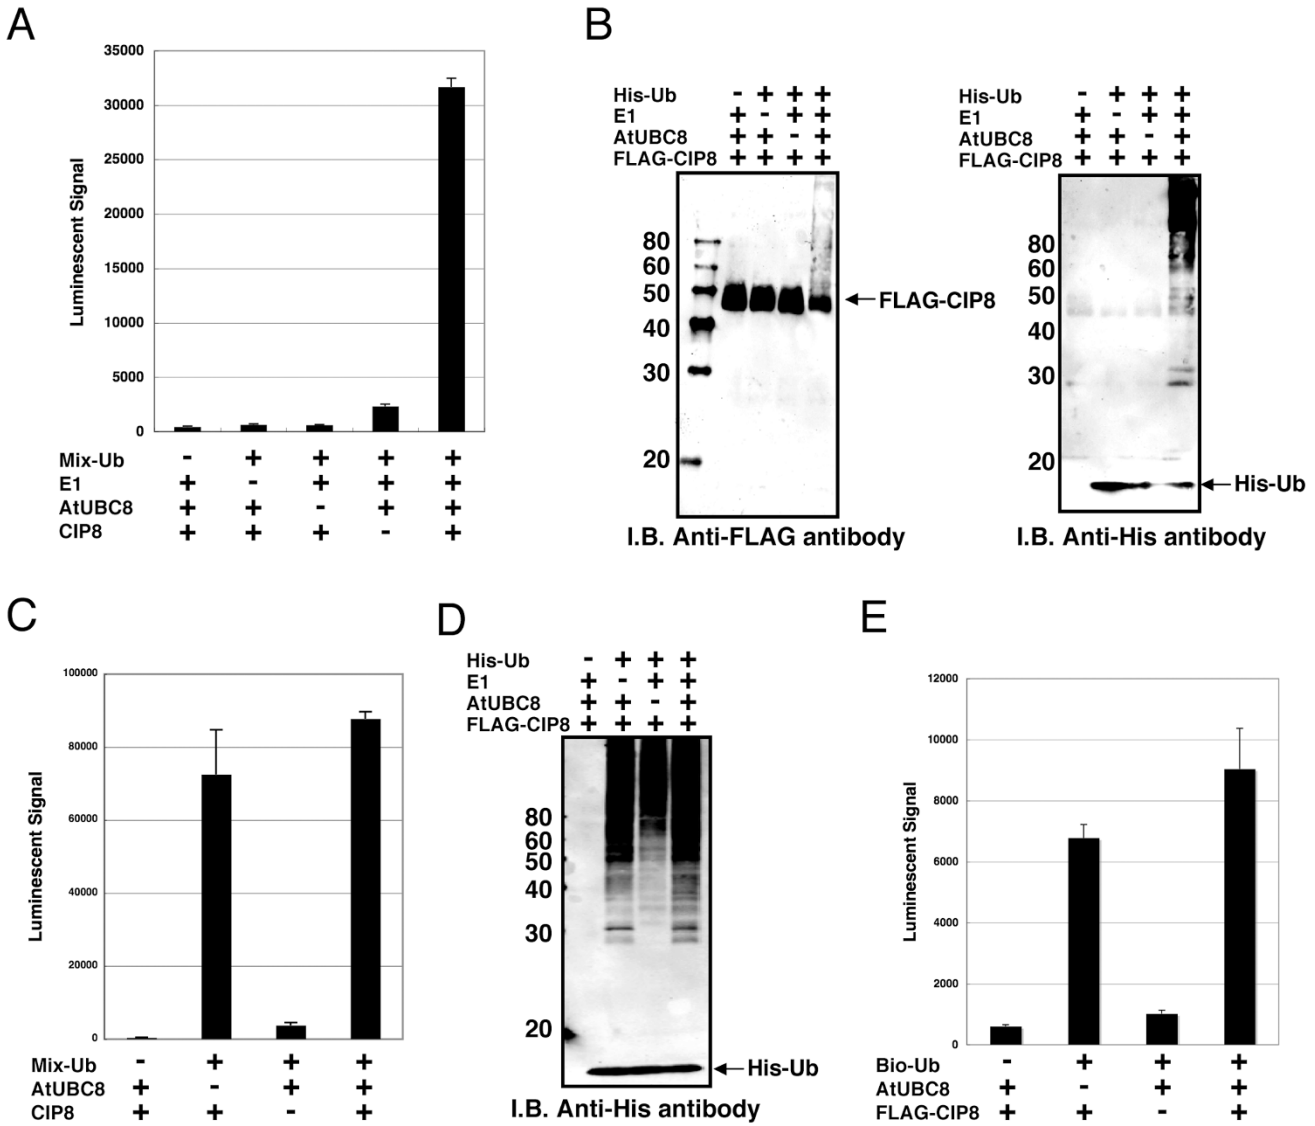 A
35000
30000
25000
20000
15000
10000
5000
0
Luminescent Signal
Mix-Ub - + + + +
E1 + - + + +
AtUBC8 + + - + +
CIP8 + + + - +
B
His-Ub - + + +
E1 + - + +
AtUBC8 + + - +
FLAG-CIP8 + + + +
80
60
50
40
30
20
FLAG-CIP8
I.B. Anti-FLAG antibody
His-Ub - + + +
E1 + - + +
AtUBC8 + + - +
FLAG-CIP8 + + + +
80
60
50
40
30
20
His-Ub
I.B. Anti-His antibody
C
100000
80000
60000
40000
20000
0
Luminescent Signal
Mix-Ub - + + +
AtUBC8 + - + +
CIP8 + + - +
D
His-Ub - + + +
E1 + - + +
AtUBC8 + + - +
FLAG-CIP8 + + + +
80
60
50
40
30
20
His-Ub
I.B. Anti-His antibody
E
12000
10000
8000
6000
4000
2000
0
Luminescent Signal
Bio-Ub - + + +
AtUBC8 + - + +
FLAG-CIP8 + + - +